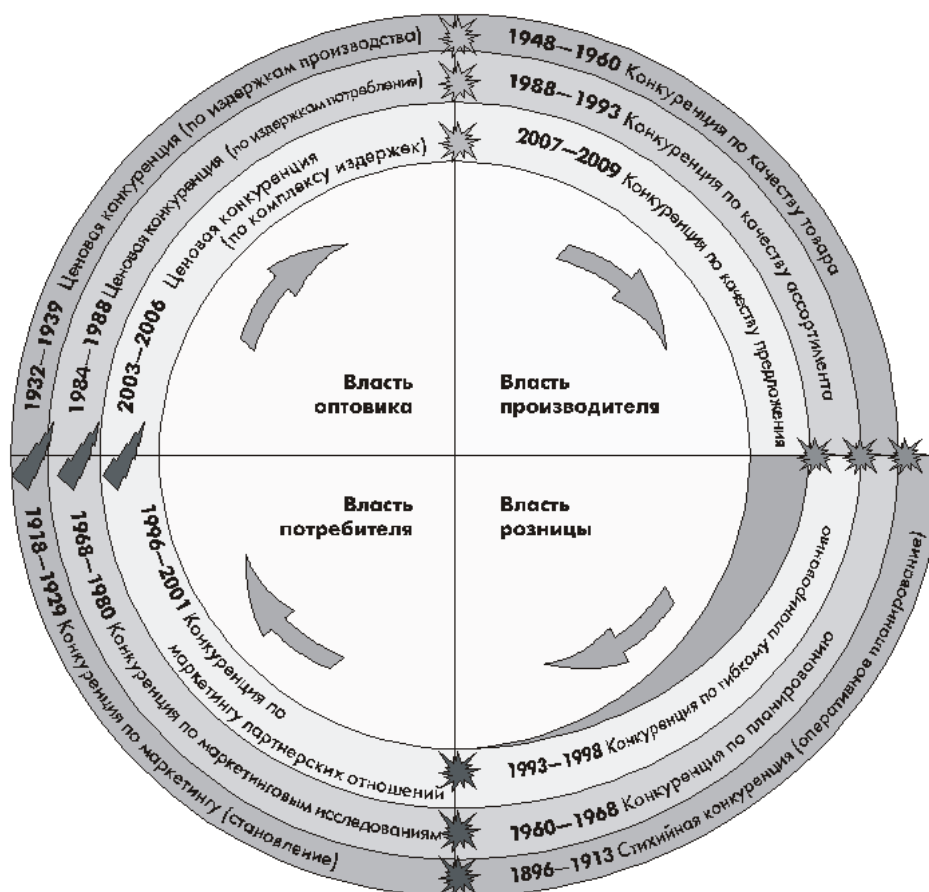 1932—1939 Ценовая конкуренция (по издержкам производства)
1984—1988 Ценовая конкуренция (по издержкам потребления)
2003—2006 Ценовая конкуренция
(по комплексу издержек)
1948—1960 Конкуренция по качеству товара
1988—1993 Конкуренция по качеству ассортимента
2007—2009 Конкуренция по качеству предложения
Власть
оптовика
Власть
производителя
Власть
потребителя
Власть
розницы
1996—2001 Конкуренция по
маркетингу партнерских отношений
1968—1980 Конкуренция по маркетинговым исследованиям
1918—1929 Конкуренция по маркетингу (становление)
1993—1998 Конкуренция по гибкому планированию
1960—1968 Конкуренция по планированию
1896—1913 Стихийная конкуренция (оперативное планирование)